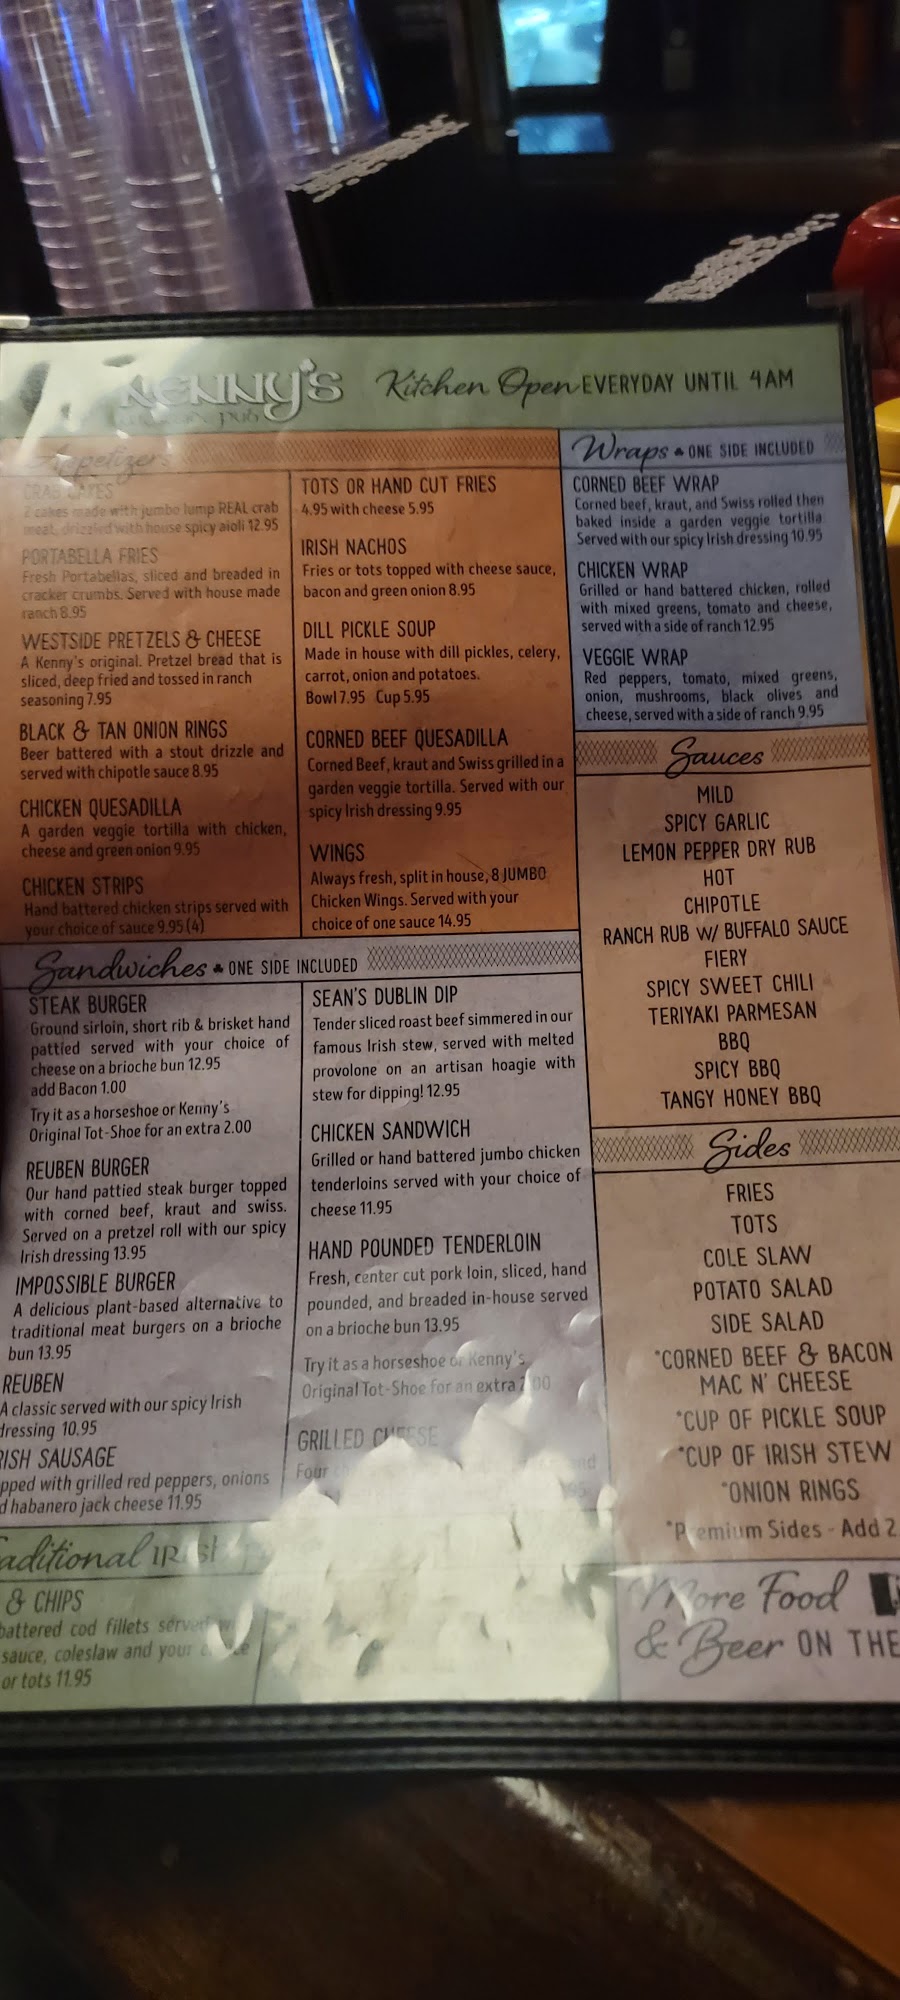 KENNY'S
pub
Kitchen Open EVERYDAY UNTIL 4AM
Appetizers
CRAB CAKES
2 cakes made with jumbo lump REAL crab
meat, drizzled with house spicy aioli 12.95
PORTABELLA FRIES
Fresh Portabellas, sliced and breaded in
cracker crumbs. Served with house made
ranch 8.95
WESTSIDE PRETZELS & CHEESE
A Kenny's original. Pretzel bread that is
sliced, deep fried and tossed in ranch
seasoning 7.95
BLACK & TAN ONION RINGS
Beer battered with a stout drizzle and
served with chipotle sauce 8.95
CHICKEN QUESADILLA
A garden veggie tortilla with chicken,
cheese and green onion 9.95
CHICKEN STRIPS
Hand battered chicken strips served with
your choice of sauce 9.95 (4)
TOTS OR HAND CUT FRIES
4.95 with cheese 5.95
IRISH NACHOS
Fries or tots topped with cheese sauce,
bacon and green onion 8.95
DILL PICKLE SOUP
Made in house with dill pickles, celery,
carrot, onion and potatoes.
Bowl 7.95 Cup 5.95
CORNED BEEF QUESADILLA
Corned Beef, kraut and Swiss grilled in a
garden veggie tortilla. Served with our
spicy Irish dressing 9.95
WINGS
Always fresh, split in house, 8 JUMBO
Chicken Wings. Served with your
choice of one sauce 14.95
Wraps ♣ ONE SIDE INCLUDED
CORNED BEEF WRAP
Corned beef, kraut, and Swiss rolled then
baked inside a garden veggie tortilla
Served with our spicy Irish dressing 10.95
CHICKEN WRAP
Grilled or hand battered chicken, rolled
with mixed greens, tomato and cheese,
served with a side of ranch 12.95
VEGGIE WRAP
Red peppers, tomato, mixed greens,
onion, mushrooms, black olives and
cheese, served with a side of ranch 9.95
Sauces
MILD
SPICY GARLIC
LEMON PEPPER DRY RUB
HOT
CHIPOTLE
RANCH RUB W/ BUFFALO SAUCE
FIERY
SPICY SWEET CHILI
TERIYAKI PARMESAN
BBQ
SPICY BBQ
TANGY HONEY BBQ
Sandwiches ♣ ONE SIDE INCLUDED
STEAK BURGER
Ground sirloin, short rib & brisket hand
pattied served with your choice of
cheese on a brioche bun 12.95
add Bacon 1.00
Try it as a horseshoe or Kenny's
Original Tot-Shoe for an extra 2.00
REUBEN BURGER
Our hand pattied steak burger topped
with corned beef, kraut and swiss.
Served on a pretzel roll with our spicy
Irish dressing 13.95
IMPOSSIBLE BURGER
A delicious plant-based alternative to
traditional meat burgers on a brioche
bun 13.95
REUBEN
A classic served with our spicy Irish
dressing 10.95
RISH SAUSAGE
pped with grilled red peppers, onions
d habanero jack cheese 11.95
SEAN'S DUBLIN DIP
Tender sliced roast beef simmered in our
famous Irish stew, served with melted
provolone on an artisan hoagie with
stew for dipping! 12.95
CHICKEN SANDWICH
Grilled or hand battered jumbo chicken
tenderloins served with your choice of
cheese 11.95
HAND POUNDED TENDERLOIN
Fresh, center cut pork loin, sliced, hand
pounded, and breaded in-house served
on a brioche bun 13.95
Try it as a horseshoe or Kenny's
Original Tot-Shoe for an extra 2.00
GRILLED CHEESE
Four
Sides
FRIES
TOTS
COLE SLAW
POTATO SALAD
SIDE SALAD
*CORNED BEEF & BACON
MAC N' CHEESE
*CUP OF PICKLE SOUP
*CUP OF IRISH STEW
*ONION RINGS
*Premium Sides - Add 2
aditional IRISH
& CHIPS
battered cod fillets served
sauce, coleslaw and your
or tots 11.95
More Food
& Beer ON THE